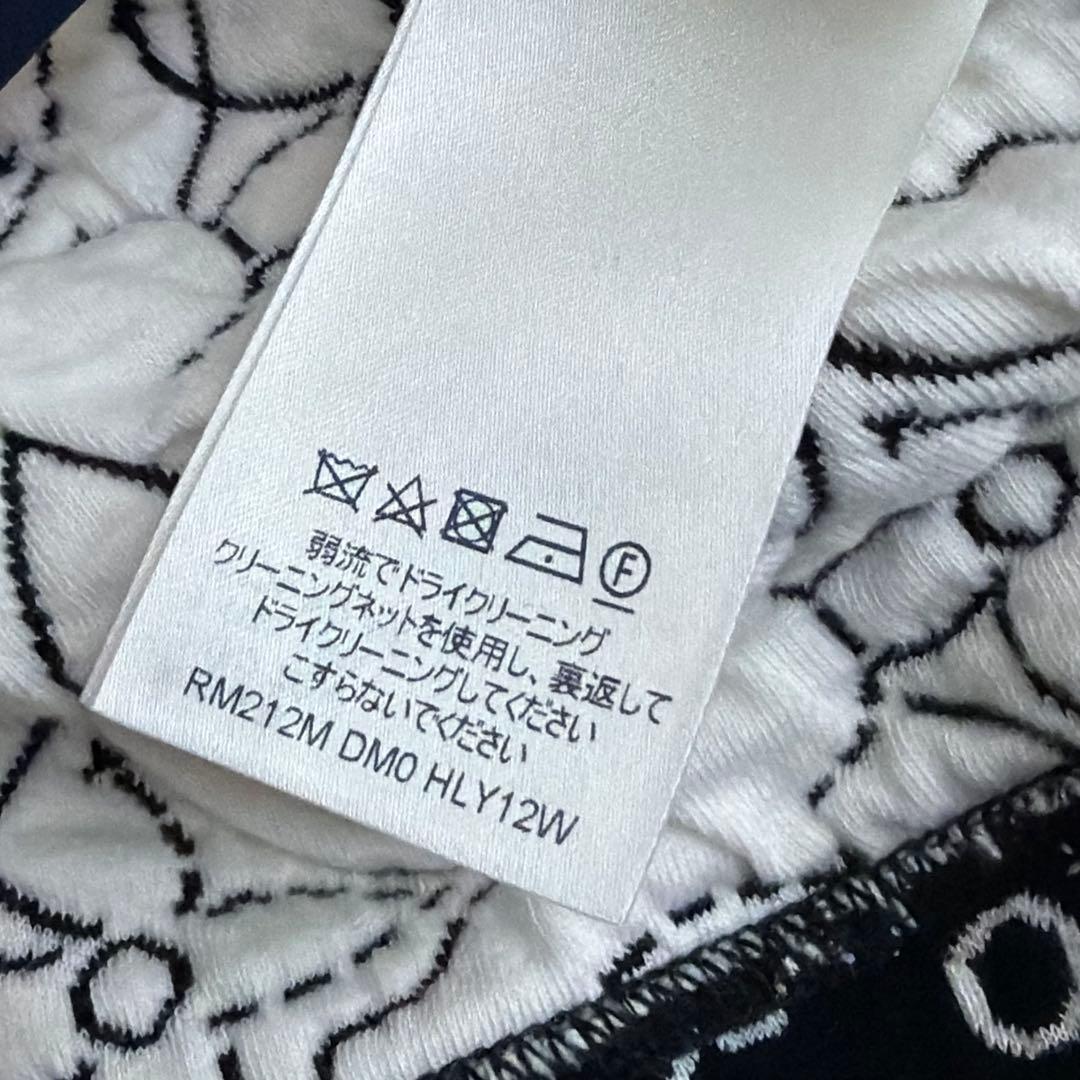 F
弱流でドライクリーニング
クリーニングネットを使用し、裏返して
ドライクリーニングしてください
こすらないでください
RM212M DM0 HLY12W